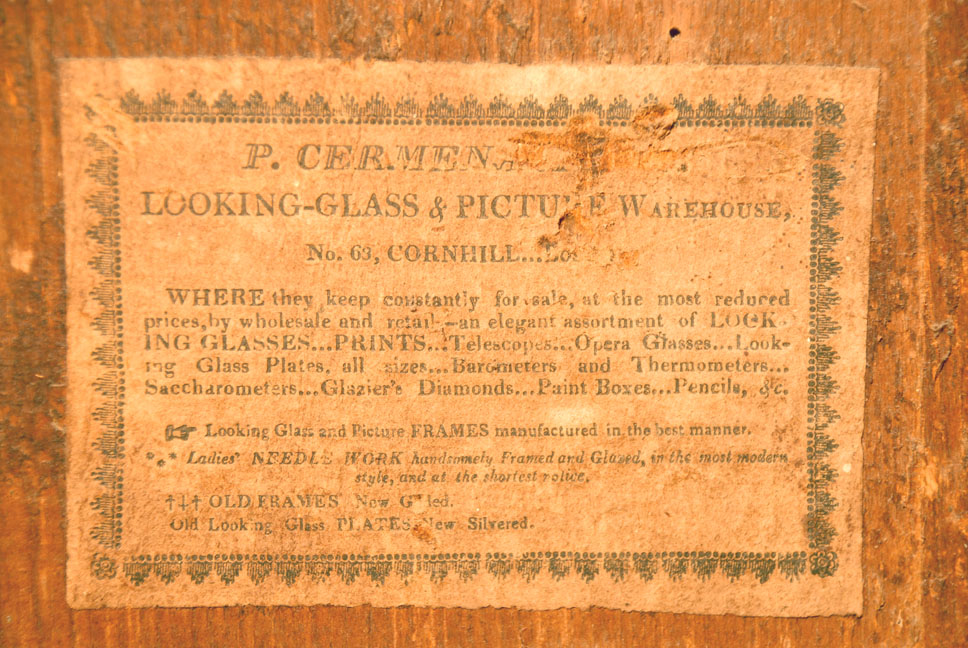 P. CERMEN
LOOKING-GLASS & PICTURE WAREHOUSE,
No. 63, CORNHILL...
WHERE they keep constantly for sale, at the most reduced
prices, by wholesale and retail,—an elegant assortment of LOOK-
ING GLASSES...PRINTS...Telescopes...Opera Glasses...Look-
ing Glass Plates, all sizes...Barometers and Thermometers...
Saccharometers...Glazier's Diamonds...Paint Boxes...Pencils, &c.
☞ Looking Glass and Picture FRAMES manufactured in the best manner.
*** Ladies' NEEDLE WORK handsomely Framed and Glazed, in the most modern
style, and at the shortest notice.
†‡† OLD FRAMES New Gilded.
Old Looking Glass PLATES New Silvered.